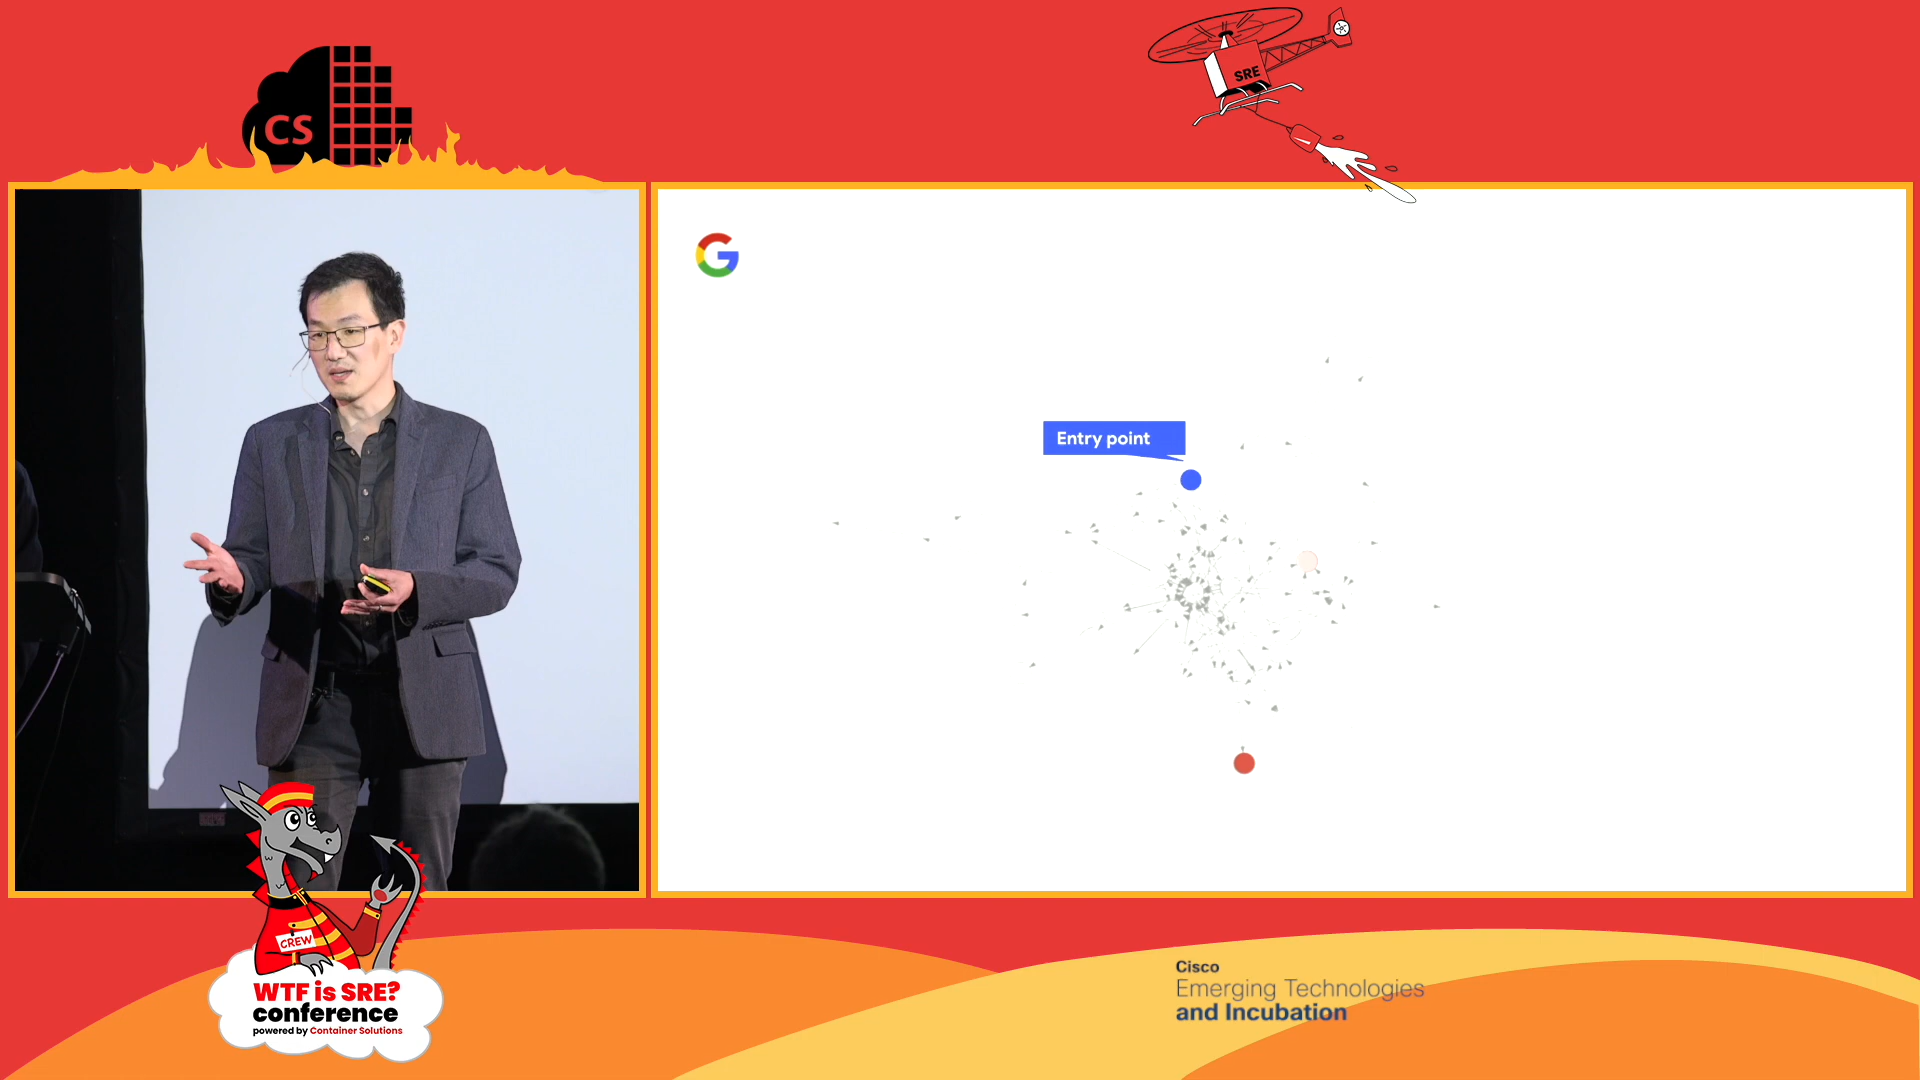 SRE
CS
Entry point
CREW
WTF is SRE?
conference
powered by Container Solutions
Cisco
Emerging Technologies
and Incubation